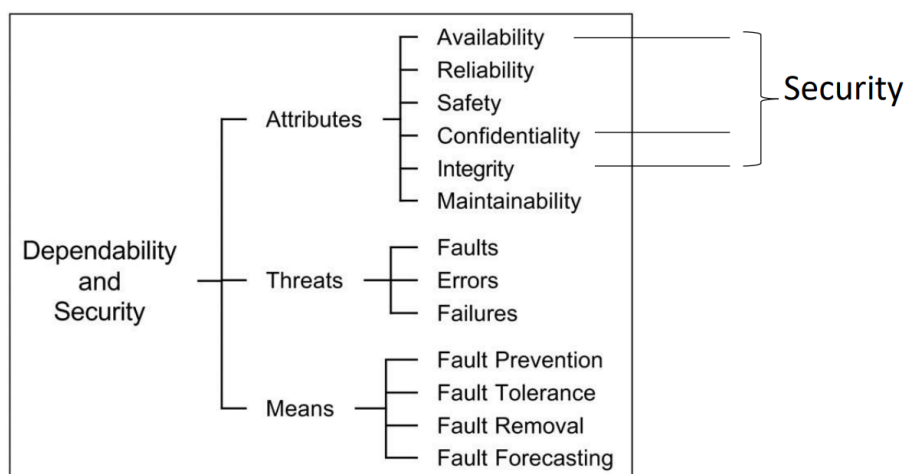 Availability
Reliability
Safety
Attributes
Confidentiality
Integrity
Maintainability
Security
Dependability
and
Security
Threats
Faults
Errors
Failures
Means
Fault Prevention
Fault Tolerance
Fault Removal
Fault Forecasting